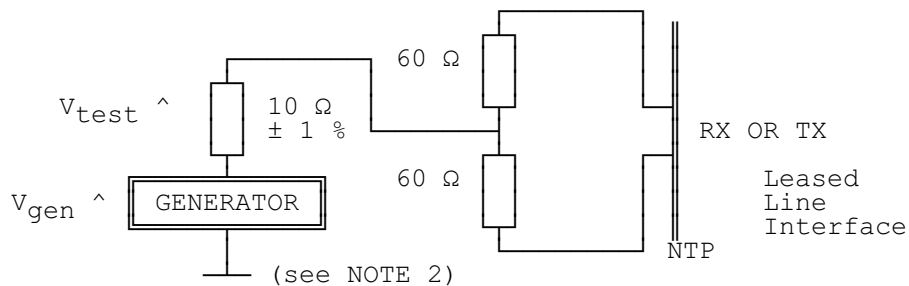 60 Ω
Vtest ^
10 Ω
± 1 %
RX OR TX
60 Ω
Vgen ^
GENERATOR
Leased
Line
Interface
NTP
(see NOTE 2)